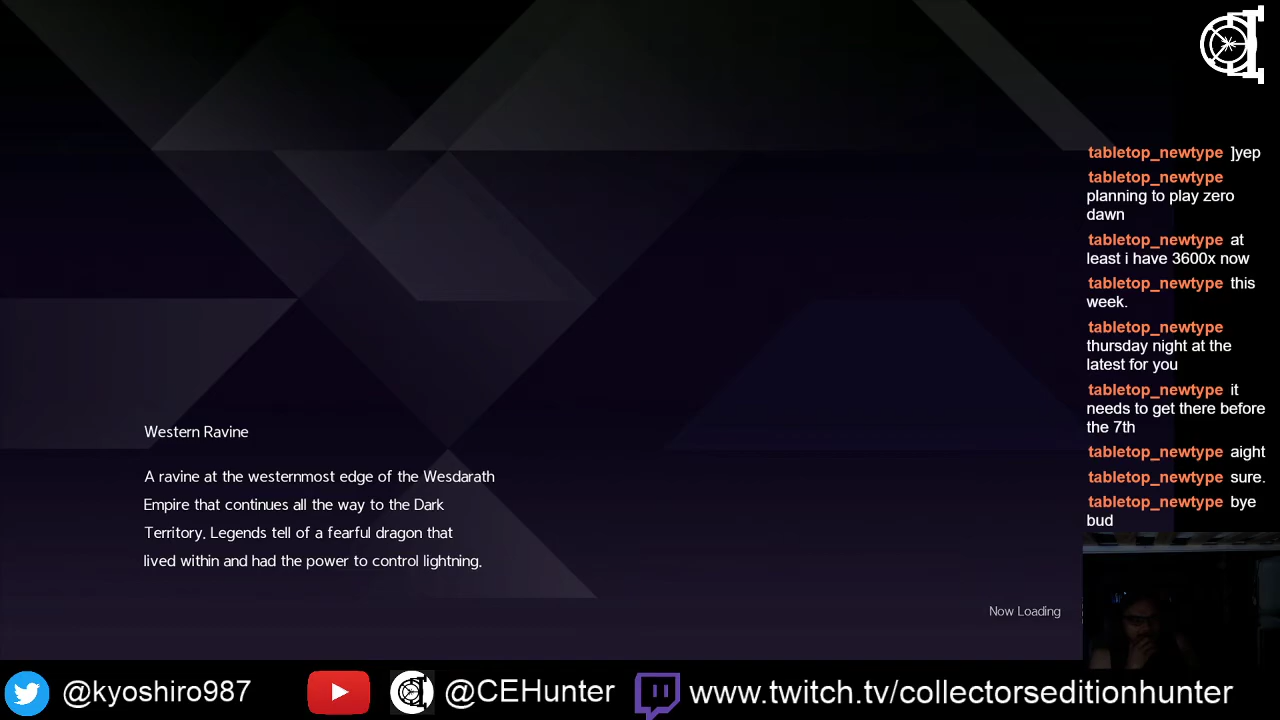 tabletop_newtype ]yep
tabletop_newtype
planning to play zero
dawn
tabletop_newtype at
least i have 3600x now
tabletop_newtype this
week.
tabletop_newtype
thursday night at the
latest for you
tabletop_newtype it
needs to get there before
the 7th
tabletop_newtype aight
tabletop_newtype sure.
tabletop_newtype bye
bud
Western Ravine
A ravine at the westernmost edge of the Wesdarath
Empire that continues all the way to the Dark
Territory. Legends tell of a fearful dragon that
lived within and had the power to control lightning.
Now Loading
@kyoshiro987 @CEHunter www.twitch.tv/collectorseditionhunter